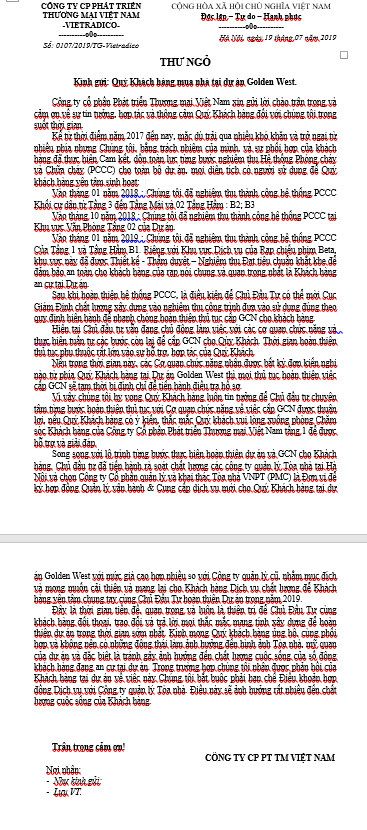 CÔNG TY CP PHÁT TRIỂN
CỘNG HÒA XÃ HỘI CHỦ NGHĨA VIỆT NAM
THƯƠNG MẠI VIỆT NAM
Độc lập – Tự do – Hạnh phúc
-VIETRADICO-
----------o0o----------
----------o0o----------
Số: 0107/2019/TG-Vietradico
Hà Nội, ngày 19 tháng 07 năm 2019
THƯ NGỎ
Kính gửi: Quý Khách hàng mua nhà tại dự án Golden West.
Công ty cổ phần Phát triển Thương mại Việt Nam xin gửi lời chào trân trọng và
cảm ơn về sự tin tưởng, hợp tác và thông cảm Quý Khách hàng đối với chúng tôi trong
suốt thời gian.
Kể từ thời điểm năm 2017 đến nay, mặc dù trải qua nhiều khó khăn và trở ngại từ
nhiều phía nhưng Chúng tôi, bằng trách nhiệm của mình, và sự phối hợp của khách
hàng đã thực hiện Cam kết, dồn toàn lực từng bước nghiệm thu Hệ thống Phòng cháy
và Chữa cháy (PCCC) cho toàn bộ dự án, mọi diện tích có người sử dụng để Quý
khách hàng yên tâm sinh hoạt:
Vào tháng 01 năm 2018 : Chúng tôi đã nghiệm thu thành công hệ thống PCCC
Khối cư dân từ Tầng 3 đến Tầng Mái và 02 Tầng Hầm : B2; B3
Vào tháng 10 năm 2018 : Chúng tôi đã nghiệm thu thành công hệ thống PCCC tại
Khu vực Văn Phòng Tầng 02 của Dự án.
Vào tháng 01 năm 2019 : Chúng tôi đã nghiệm thu thành công hệ thống PCCC
Của Tầng 1 và Tầng Hầm B1. Riêng với Khu vực Dịch vụ của Rạp chiếu phim Beta,
khu vực này đã được Thiết kế - Thẩm duyệt – Nghiệm thu Đạt tiêu chuẩn khắt khe để
đảm bảo an toàn cho khách hàng của rạp nói chung và quan trọng nhất là Khách hàng
an cư tại Dự án.
Sau khi hoàn thiện hệ thống PCCC, là điều kiện để Chủ Đầu Tư có thể mời Cục
Giám Định chất lượng xây dựng vào nghiệm thu công trình đưa vào sử dụng đúng theo
quy định hiện hành để nhanh chóng hoàn thiện thủ tục cấp GCN cho khách hàng.
Hiện tại Chủ đầu tư vẫn đang chủ động làm việc với các cơ quan chức năng và
thực hiện tuần tự các bước còn lại để cấp GCN cho Qúy Khách. Thời gian hoàn thiện
thủ tục phụ thuộc rất lớn vào sự hỗ trợ, hợp tác của Qúy Khách.
Nếu trong thời gian này, các Cơ quan chức năng nhận được bất kỳ đơn kiến nghị
nào từ phía Quý Khách hàng tại Dự án Golden West thì mọi thủ tục hoàn thiện việc
cấp GCN sẽ tạm thời bị đình chỉ để tiến hành điều tra hồ sơ.
Vì vậy chúng tôi hy vọng Quý Khách hàng luôn tin tưởng để Chủ đầu tư chuyên
tâm từng bước hoàn thiện thủ tục với Cơ quan chức năng về việc cấp GCN được thuận
lợi, nếu Quý Khách hàng có ý kiến, thắc mắc Quý khách vui lòng xuống phòng Chăm
sóc Khách hàng của Công ty Cổ phần Phát triển Thương mại Việt Nam tầng 1 để được
hỗ trợ và giải đáp.
Song song với lộ trình từng bước thực hiện hoàn thiện dự án và GCN cho Khách
hàng. Chủ đầu tư đã tiến hành rà soát chất lượng các công ty quản lý Tòa nhà tại Hà
Nội và chọn Công ty Cổ phần quản lý và khai thác Tòa nhà VNPT (PMC) là Đơn vị để
ký hợp đồng Quản lý vận hành & Cung cấp dịch vụ mới cho Quý Khách hàng tại dự
án Golden West với mức giá cao hơn nhiều so với Công ty quản lý cũ, nhằm mục đích
và mong muốn cải thiện và mang lại cho Khách hàng Dịch vụ chất lượng để Khách
hàng yên tâm chung tay cùng Chủ Đầu Tư hoàn thiện Dự án trong năm 2019.
Đây là thời gian tiên đề, quan trọng và luôn là thiện trí để Chủ Đầu Tư cùng
khách hàng đối thoại, trao đổi và trả lời mọi thắc mắc mang tính xây dựng để hoàn
thiện dự án trong thời gian sớm nhất. Kính mong Quý Khách hàng ủng hộ, cùng phối
hợp và không nên có những động thái làm ảnh hưởng đến hình ảnh Tòa nhà, mỹ quan
của dự án và đặc biệt là tránh gây ảnh hưởng đến chất lượng cuộc sống của số đông
khách hàng đang an cư tại dự án. Trong trường hợp chúng tôi nhận được phản hồi của
Khách hàng tại dự án về việc này. Chúng tôi bắt buộc phải hạn chế Điều khoản hợp
đồng Dịch vụ với Công ty quản lý Tòa nhà. Điều này sẽ ảnh hưởng rất nhiều đến chất
lượng cuộc sống của Khách hàng.
Trân trọng cảm ơn!
CÔNG TY CP PT TM VIỆT NAM
Nơi nhận:
- Như kính gửi;
- Lưu VT.